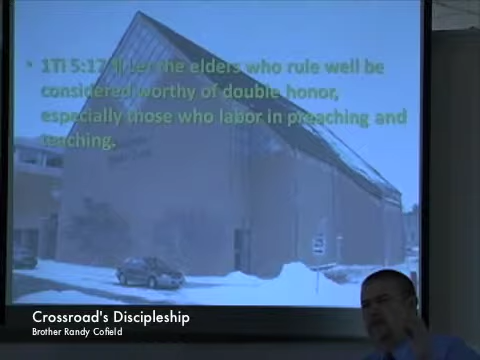 • 1Ti 5:17 ¶ Let the elders who rule well be
considered worthy of double honor,
especially those who labor in preaching and
teaching.
Crossroad's Discipleship
Brother Randy Cofield